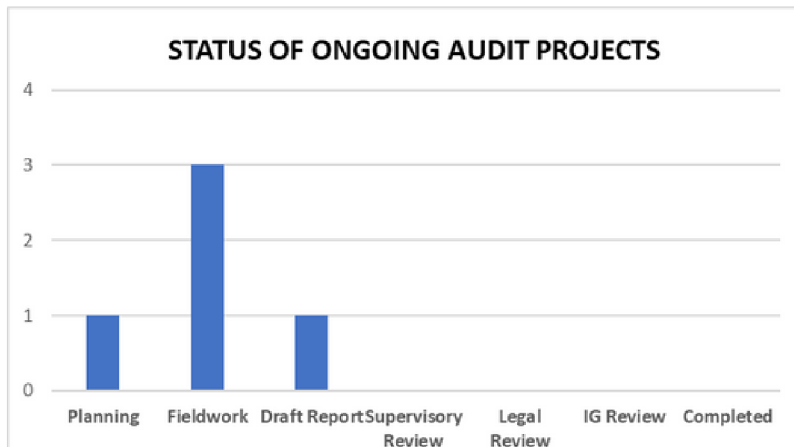 STATUS OF ONGOING AUDIT PROJECTS
4
3
2
1
0
Planning Fieldwork Draft Report Supervisory Review Legal Review IG Review Completed